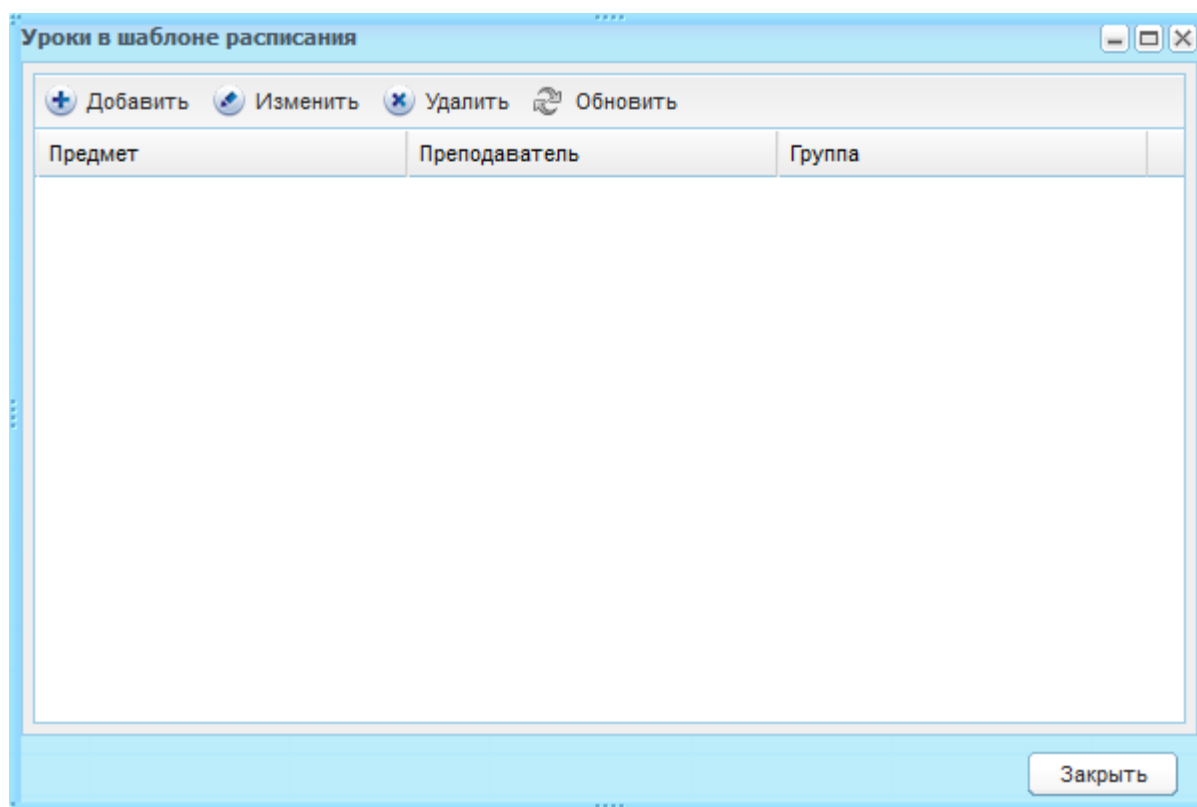 Уроки в шаблоне расписания
Добавить Изменить Удалить Обновить
Предмет Преподаватель Группа
Закрыть